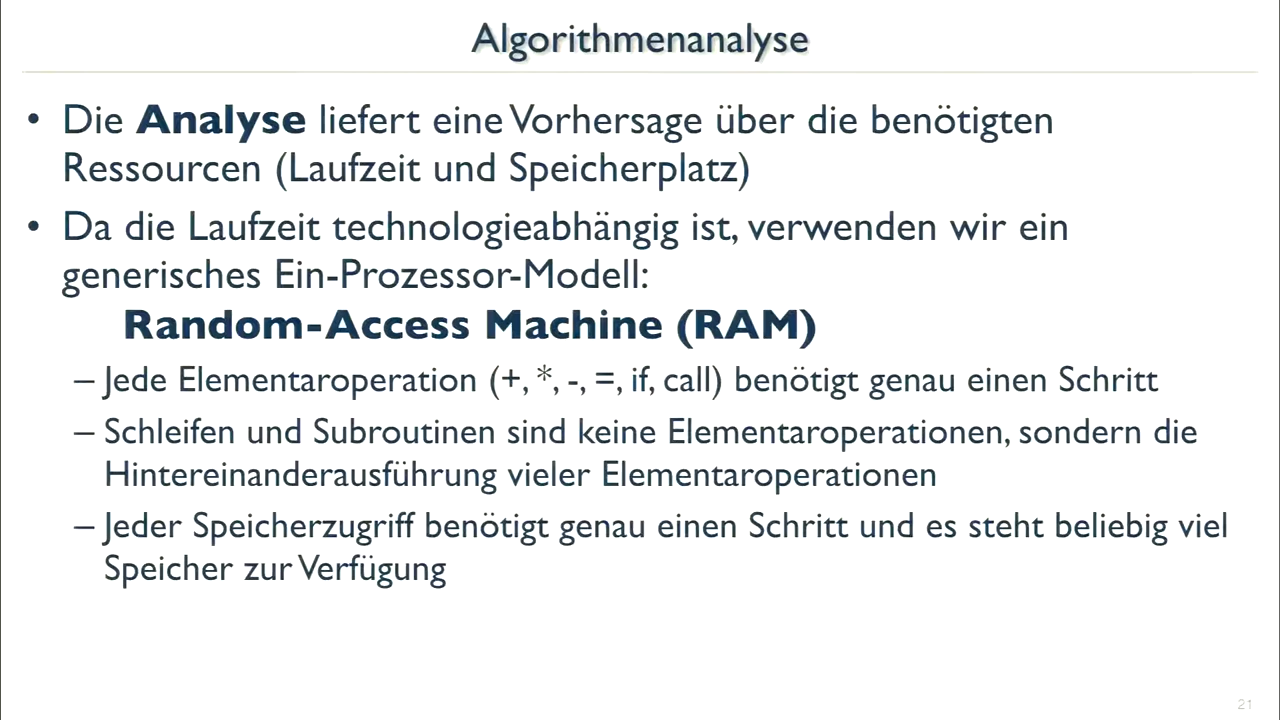 Algorithmenanalyse
• Die Analyse liefert eine Vorhersage über die benötigten
Ressourcen (Laufzeit und Speicherplatz)
• Da die Laufzeit technologieabhängig ist, verwenden wir ein
generisches Ein-Prozessor-Modell:
Random-Access Machine (RAM)
– Jede Elementaroperation (+, *, -, =, if, call) benötigt genau einen Schritt
– Schleifen und Subroutinen sind keine Elementaroperationen, sondern die
Hintereinanderausführung vieler Elementaroperationen
– Jeder Speicherzugriff benötigt genau einen Schritt und es steht beliebig viel
Speicher zur Verfügung
21